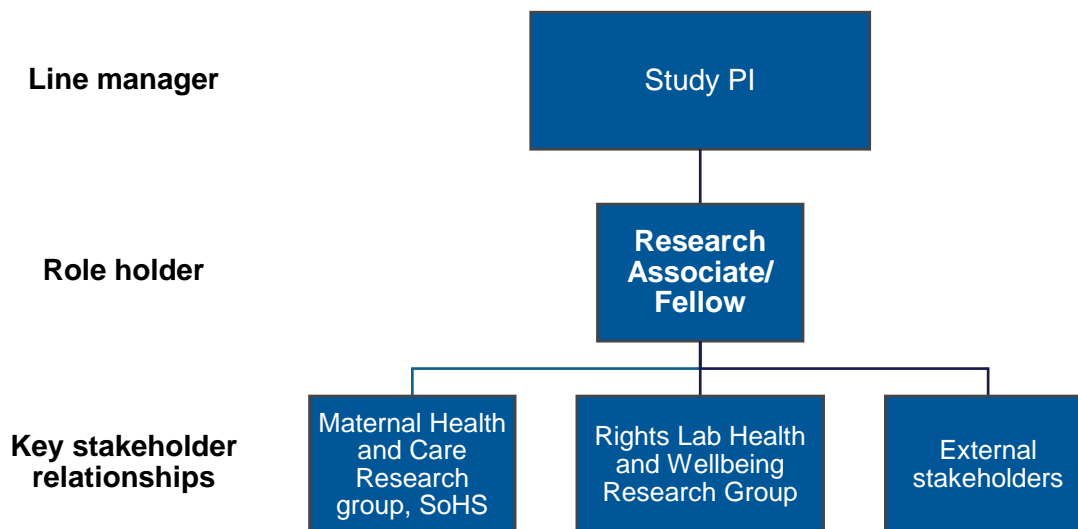 Line manager
Study PI
Role holder
Research
Associate/
Fellow
Key stakeholder
relationships
Maternal Health
and Care
Research
group, SoHS
Rights Lab Health
and Wellbeing
Research Group
External
stakeholders